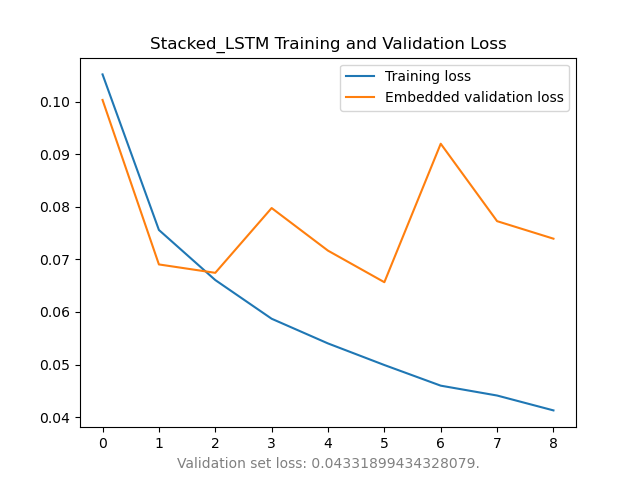 Stacked_LSTM Training and Validation Loss
Training loss
Embedded validation loss
0.10
0.09
0.08
0.07
0.06
0.05
0.04
0 1 2 3 4 5 6 7 8
Validation set loss: 0.04331899434328079.